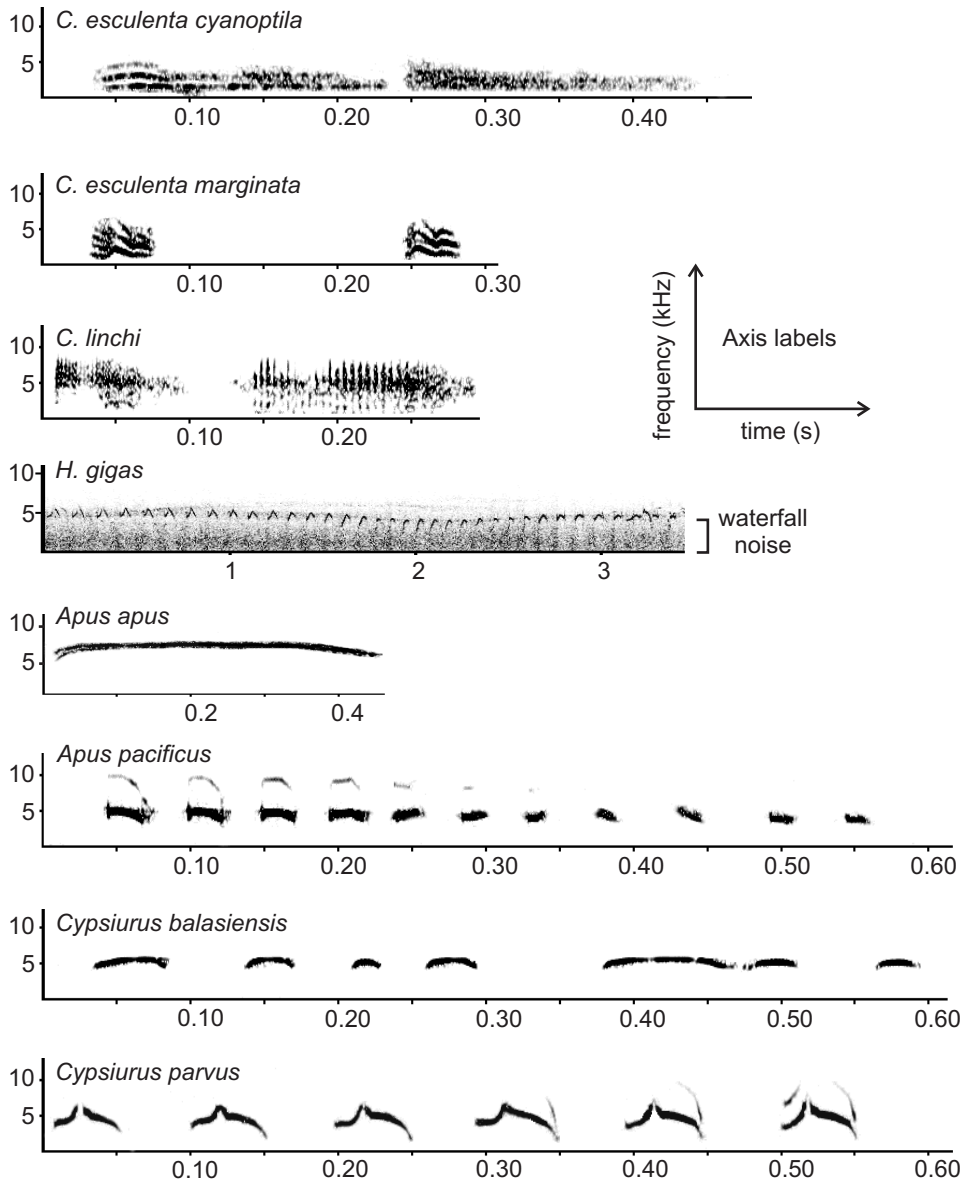 C. esculenta cyanoptila
10
5
0.10 0.20 0.30 0.40
C. esculenta marginata
10
5
0.10 0.20 0.30
C. linchi
10
5
0.10 0.20
frequency (kHz)
Axis labels
time (s)
H. gigas
10
5
waterfall
noise
1 2 3
Apus apus
10
5
0.2 0.4
Apus pacificus
10
5
0.10 0.20 0.30 0.40 0.50 0.60
Cypsiurus balasiensis
10
5
0.10 0.20 0.30 0.40 0.50 0.60
Cypsiurus parvus
10
5
0.10 0.20 0.30 0.40 0.50 0.60